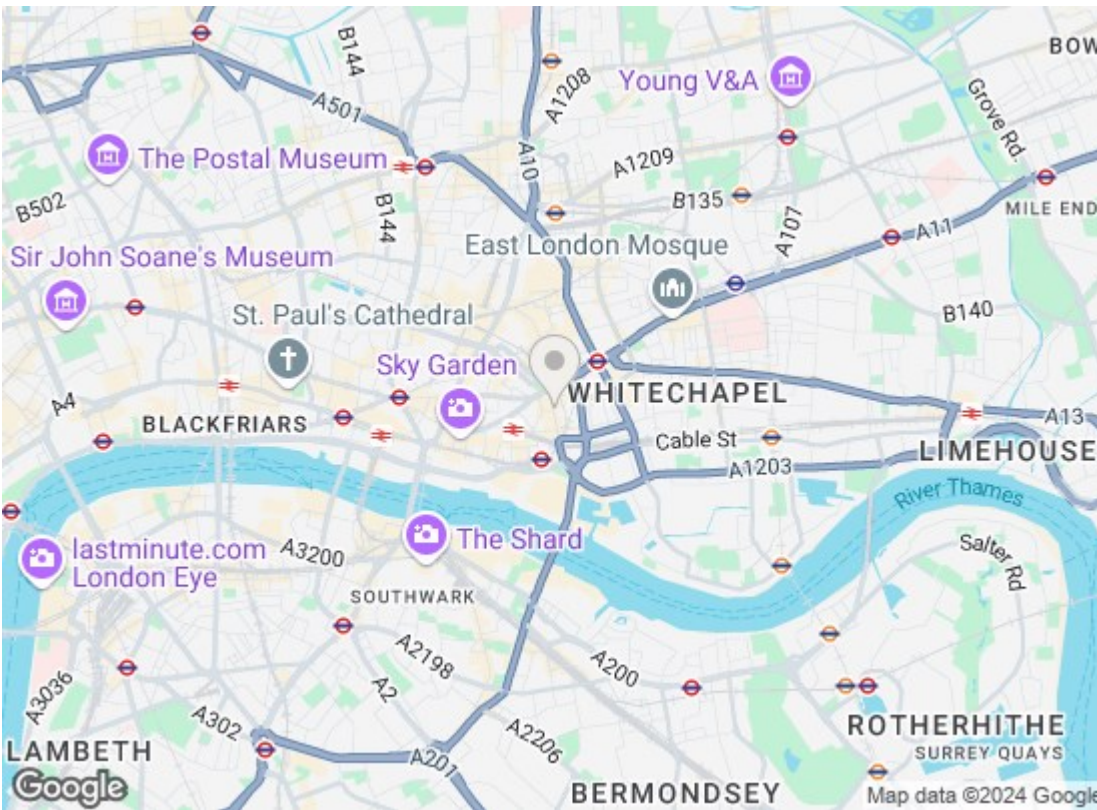 B144
BOW
Young V&A
A1208
A501
Grove Rd.
The Postal Museum
A10
A1209
B502
B144
B135
MILE END
A107
A11
East London Mosque
Sir John Soane's Museum
St. Paul's Cathedral
B140
Sky Garden
A4
WHITECHAPEL
A13
BLACKFRIARS
Cable St
LIMEHOUSE
A1203
River Thames
The Shard
lastminute.com
London Eye
A3200
Salter Rd
SOUTHWARK
A2198
A200
A3036
A2
A302
A2206
ROTHERHITHE
SURREY QUAYS
LAMBETH
A201
Google
BERMONDSEY
Map data ©2024 Google